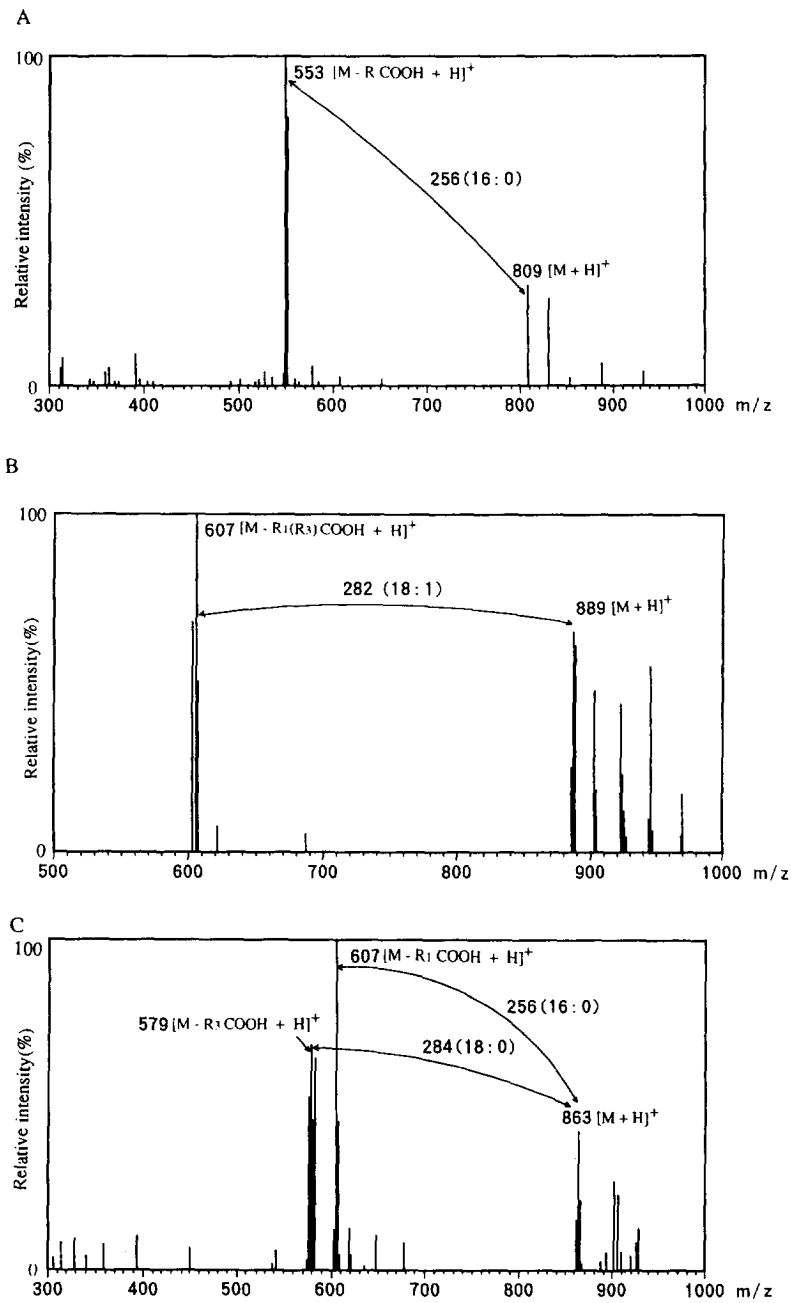 A
100
553 [M - R COOH + H]+
256(16:0)
809 [M + H]+
Relative intensity (%)
0
300 400 500 600 700 800 900 1000 m/z
B
100
607 [M - R1(R3) COOH + H]+
282 (18:1)
889 [M + H]+
Relative intensity(%)
0
500 600 700 800 900 1000 m/z
C
100
607 [M - R1 COOH + H]+
256(16:0)
579 [M - R3 COOH + H]+
284(18:0)
863 [M + H]+
Relative intensity(%)
0
300 400 500 600 700 800 900 1000 m/z